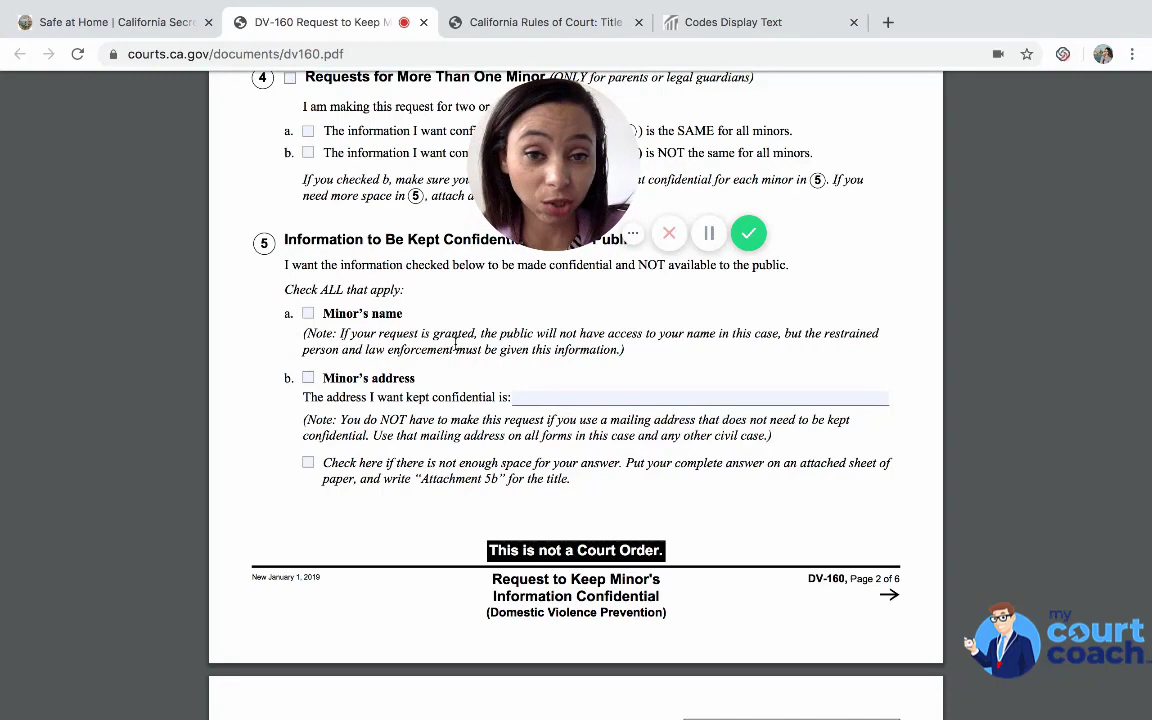 Safe at Home | California Secre
DV-160 Request to Keep M
California Rules of Court: Title
Codes Display Text
courts.ca.gov/documents/dv160.pdf
4 Requests for More Than One Minor (ONLY for parents or legal guardians)
I am making this request for two or
a. The information I want conf ) is the SAME for all minors.
b. The information I want con ) is NOT the same for all minors.
If you checked b, make sure you t confidential for each minor in 5. If you
need more space in 5, attach a
5 Information to Be Kept Confidenti Publ
I want the information checked below to be made confidential and NOT available to the public.
Check ALL that apply:
a. Minor's name
(Note: If your request is granted, the public will not have access to your name in this case, but the restrained
person and law enforcement must be given this information.)
b. Minor's address
The address I want kept confidential is:
(Note: You do NOT have to make this request if you use a mailing address that does not need to be kept
confidential. Use that mailing address on all forms in this case and any other civil case.)
Check here if there is not enough space for your answer. Put your complete answer on an attached sheet of
paper, and write “Attachment 5b” for the title.
This is not a Court Order.
New January 1, 2019
Request to Keep Minor's
Information Confidential
(Domestic Violence Prevention)
DV-160, Page 2 of 6
my
court
coach